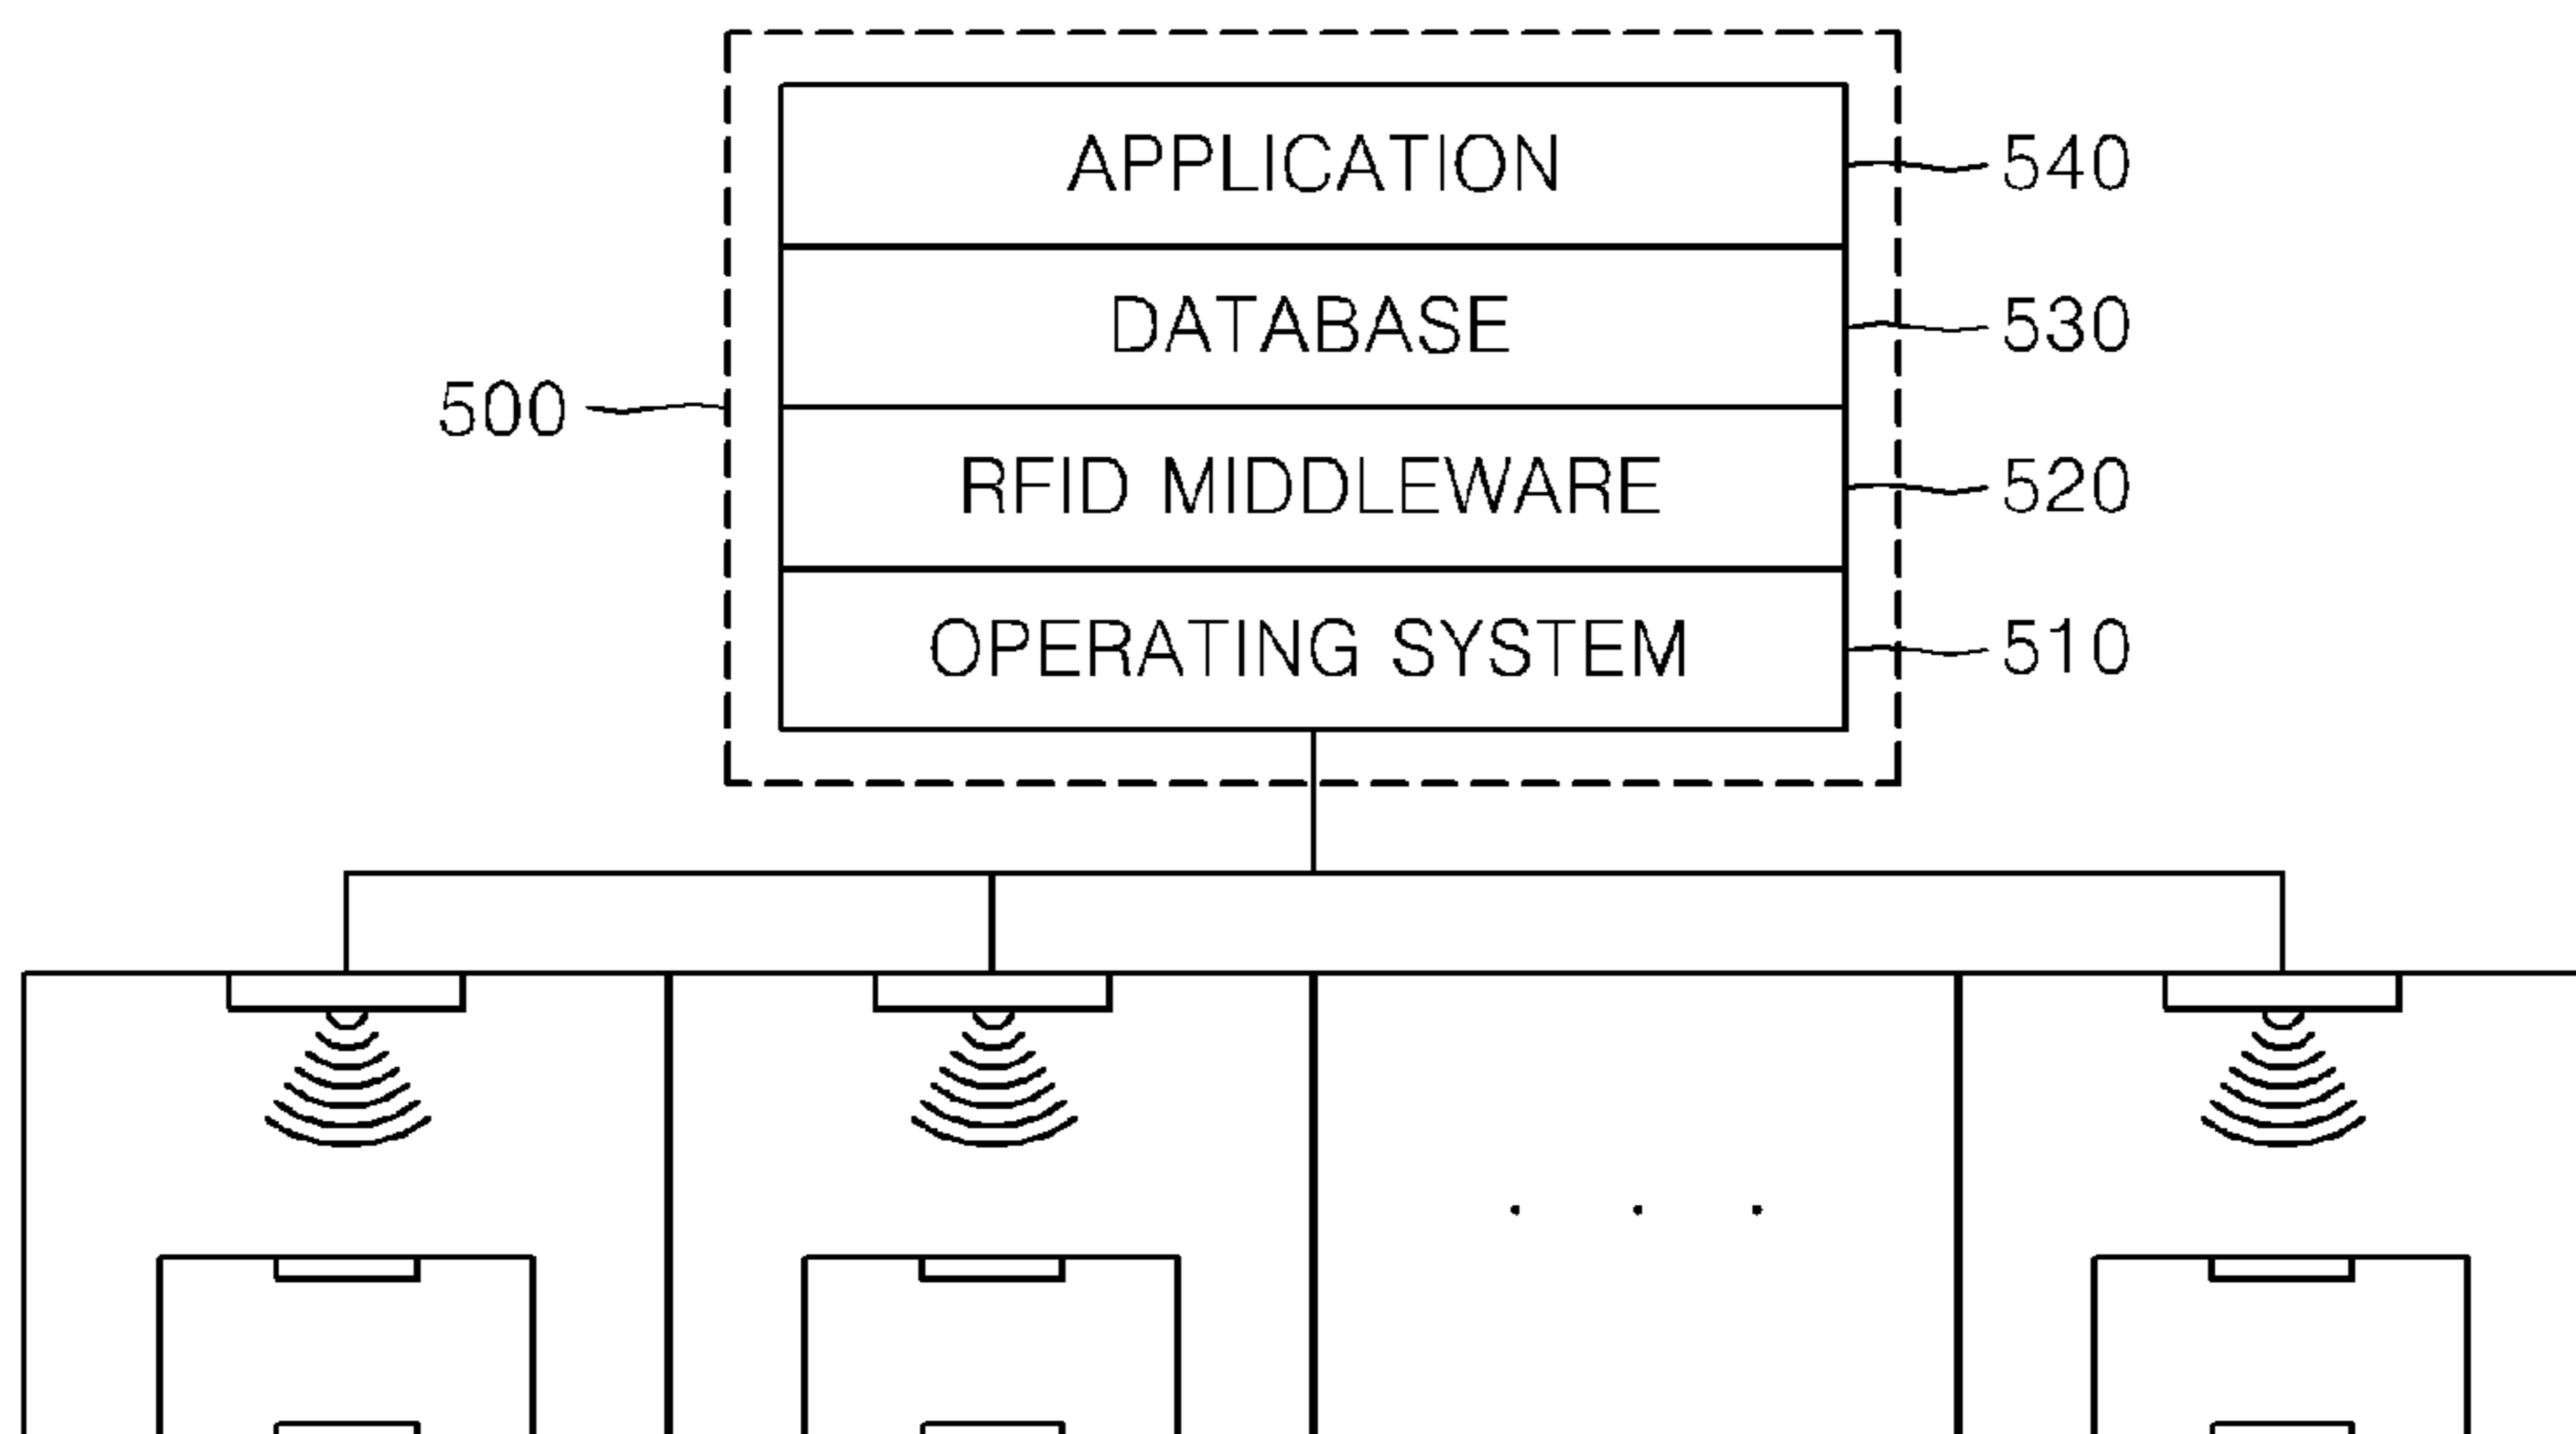 APPLICATION 540
DATABASE 530
500
RFID MIDDLEWARE 520
OPERATING SYSTEM 510
. . .